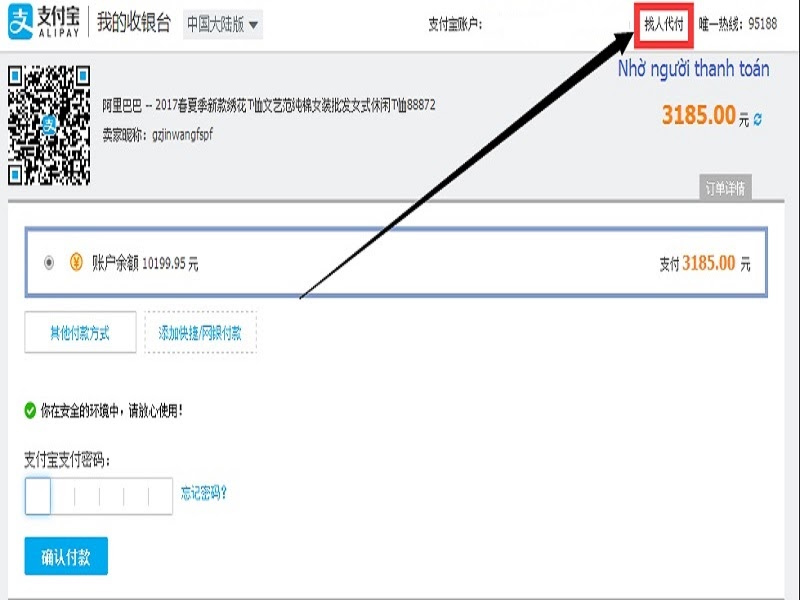 支付宝 ALIPAY 我的收银台 中国大陆版 支付宝账户: 找人代付 唯一热线: 95188
Nhờ người thanh toán
阿里巴巴 -- 2017春夏季新款绣花T恤文艺范纯棉女装批发女式休闲T恤88872
3185.00 元
卖家昵称: gzjinwangfspf
订单详情
账户余额 10199.95 元 支付 3185.00 元
其他付款方式 添加快捷/网银付款
你在安全的环境中，请放心使用！
支付宝支付密码:
忘记密码?
确认付款